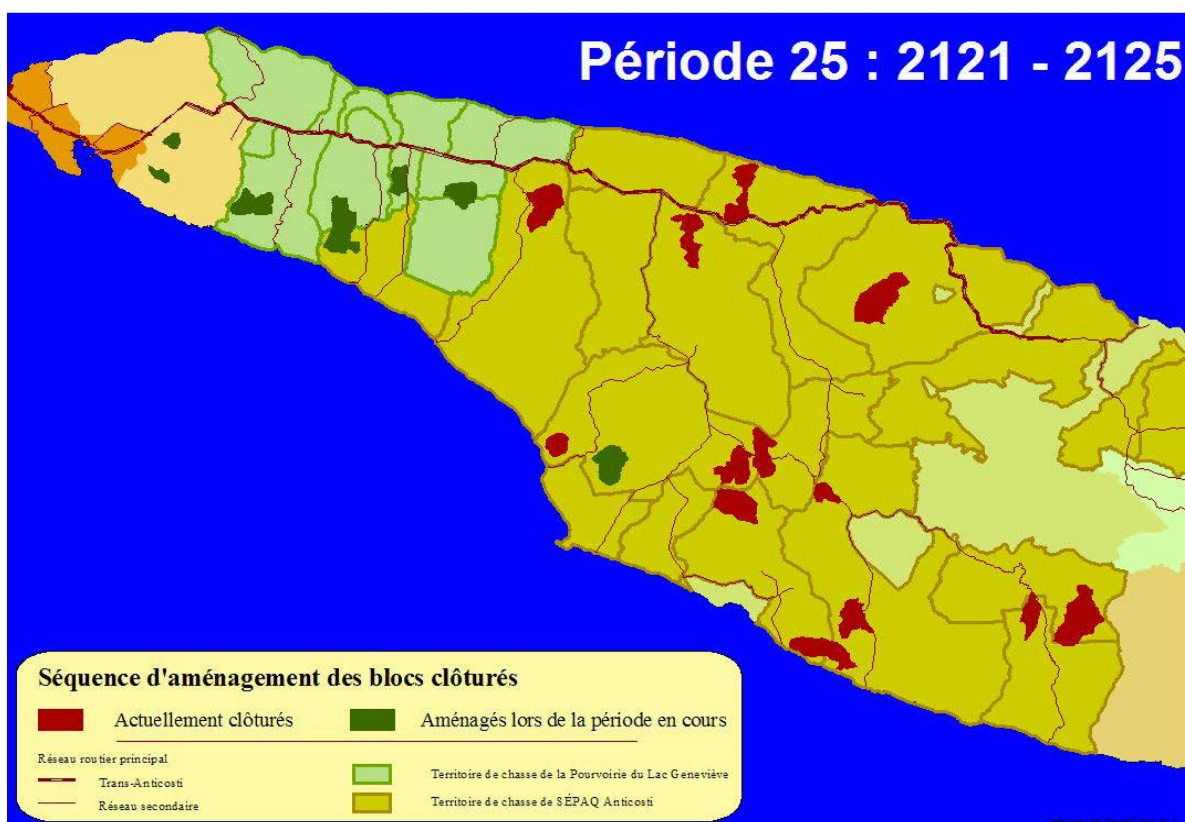 Période 25 : 2121 - 2125
Séquence d'aménagement des blocs clôturés
Actuellement clôturés
Aménagés lors de la période en cours
Réseau routier principal
Trans-Anticosti
Réseau secondaire
Territoire de chasse de la Pourvoirie du Lac Geneviève
Territoire de chasse de SÉPAQ Anticosti